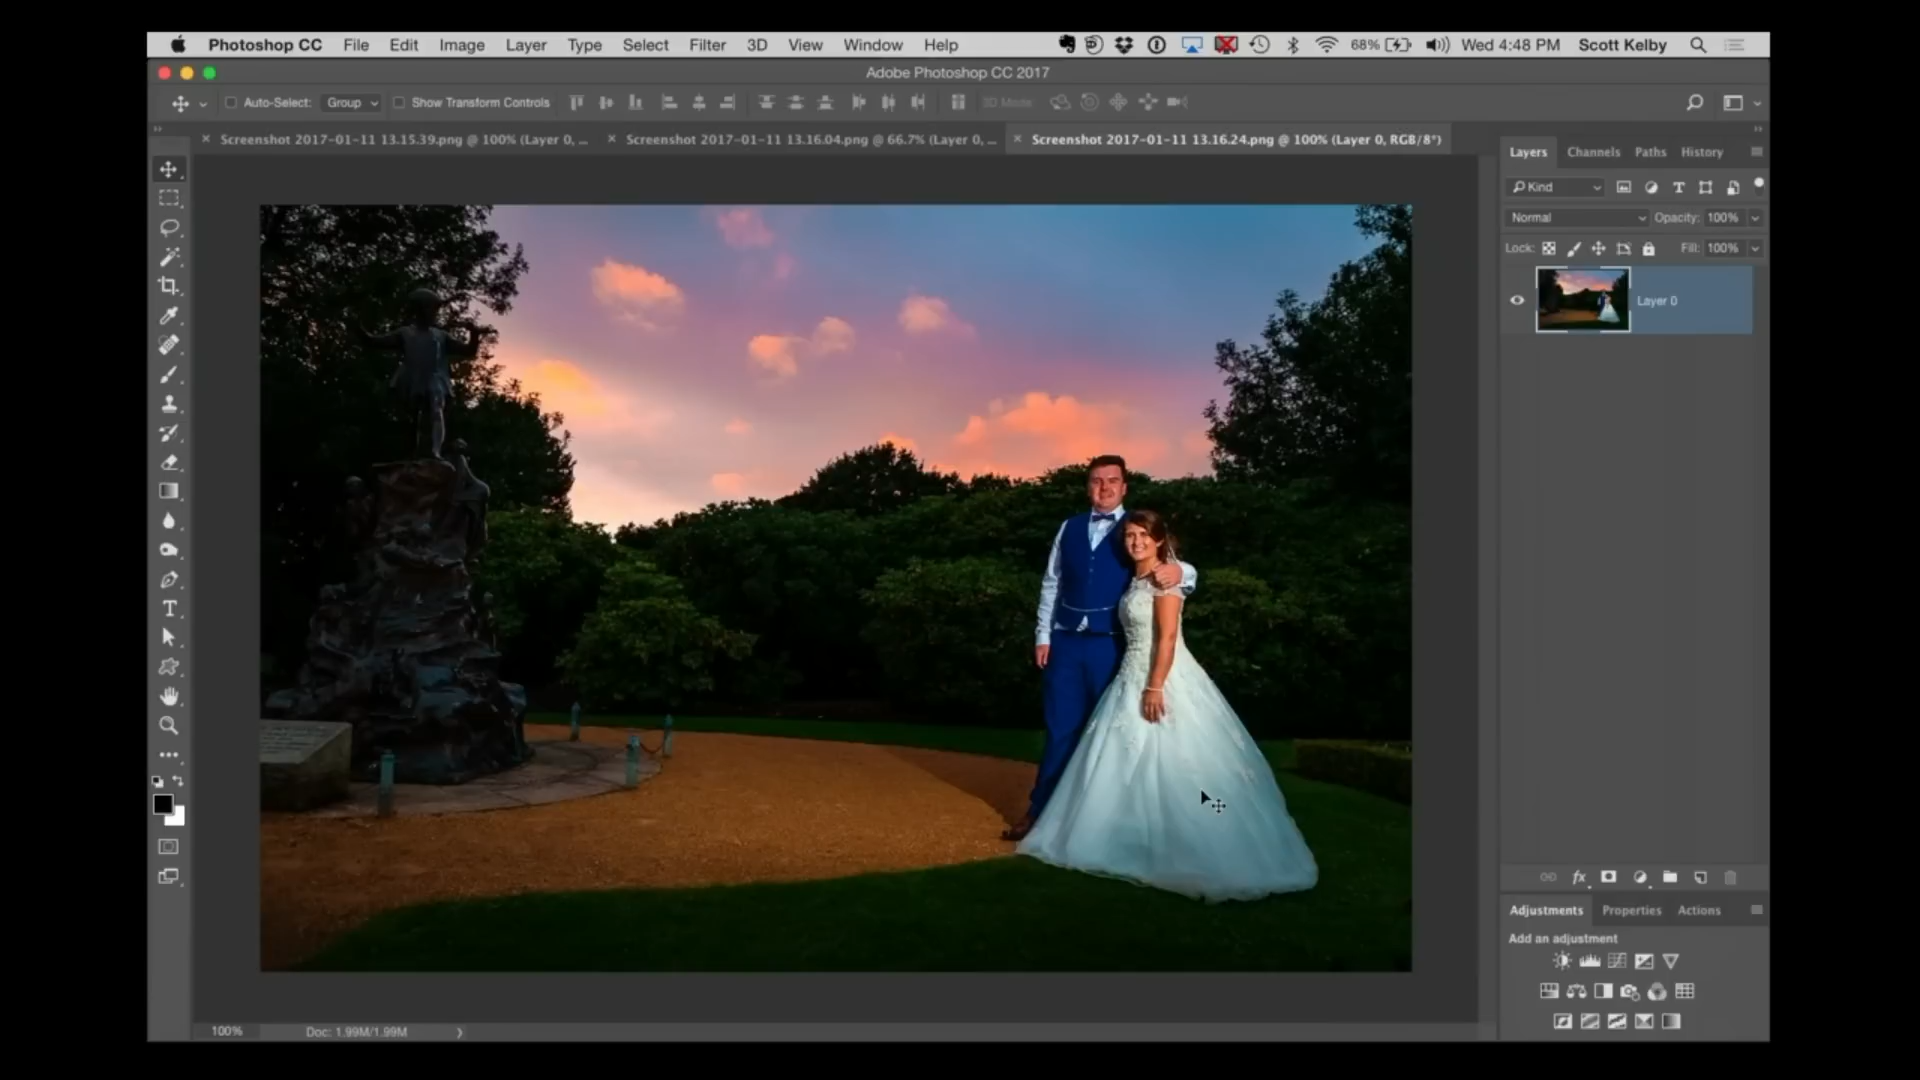 Photoshop CC File Edit Image Layer Type Select Filter 3D View Window Help 68% Wed 4:48 PM Scott Kelby
Adobe Photoshop CC 2017
Auto-Select: Group Show Transform Controls 3D Mode:
Screenshot 2017-01-11 13.15.39.png @ 100% (Layer 0, ...
Screenshot 2017-01-11 13.16.04.png @ 66.7% (Layer 0, ...
Screenshot 2017-01-11 13.16.24.png @ 100% (Layer 0, RGB/8*)
Layers Channels Paths History
Kind
Normal Opacity: 100%
Lock: Fill: 100%
Layer 0
Adjustments Properties Actions
Add an adjustment
100% Doc: 1.99M/1.99M